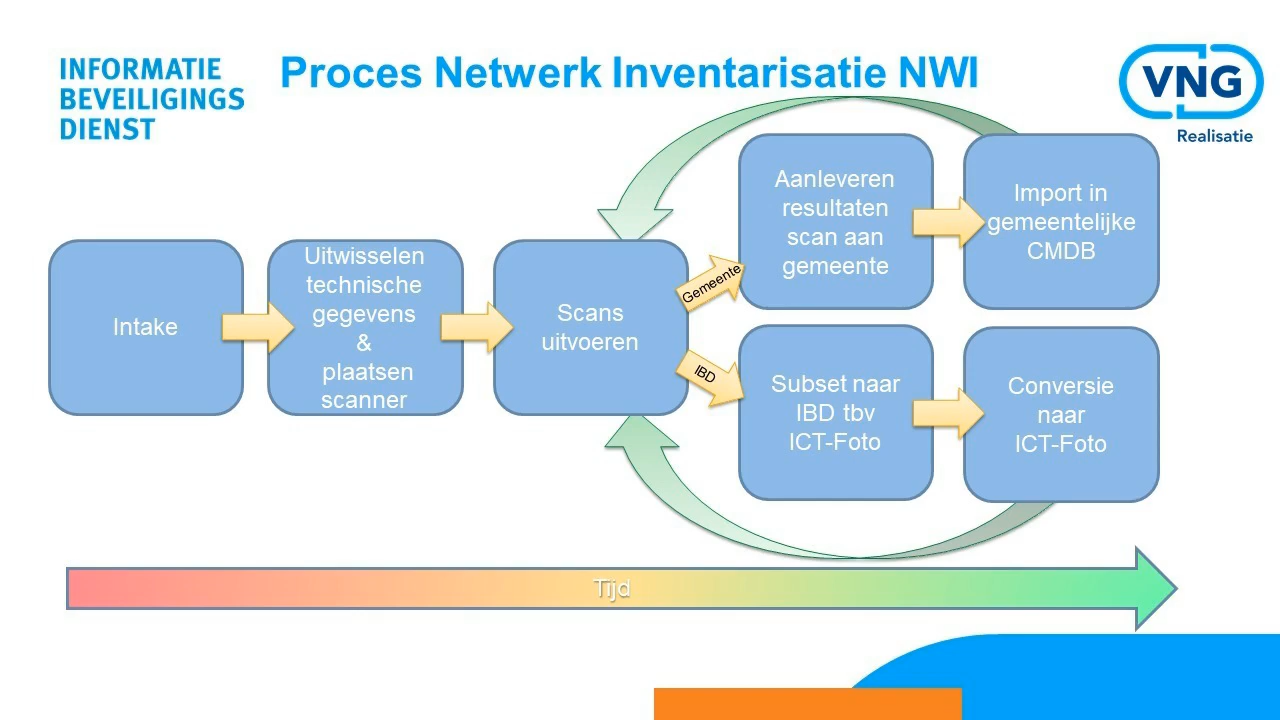 INFORMATIE
BEVEILIGINGS
DIENST
Proces Netwerk Inventarisatie NWI
VNG
Realisatie
Intake
Uitwisselen
technische
gegevens
&
plaatsen
scanner
Scans
uitvoeren
Gemeente
IBD
Aanleveren
resultaten
scan aan
gemeente
Import in
gemeentelijke
CMDB
Subset naar
IBD tbv
ICT-Foto
Conversie
naar
ICT-Foto
Tijd